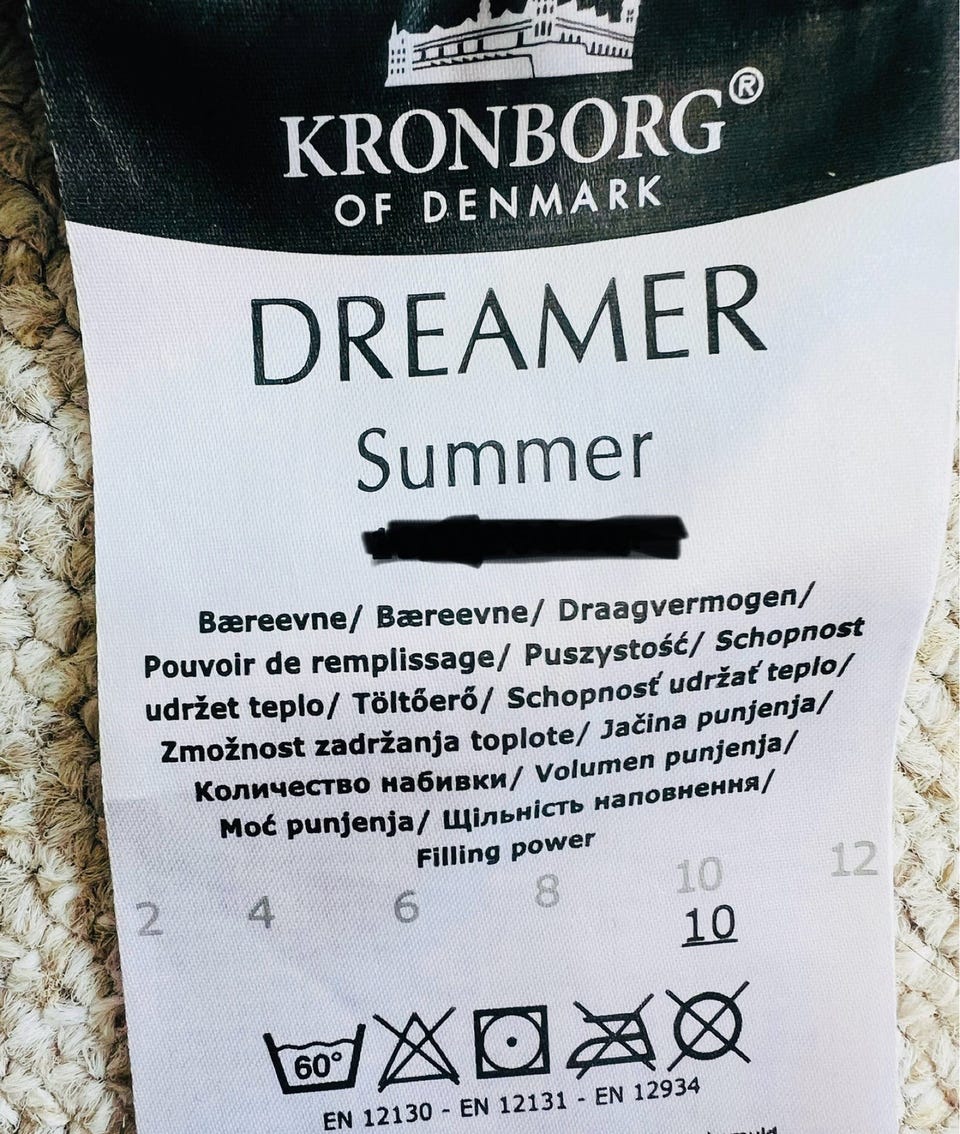 KRONBORG®
OF DENMARK
DREAMER
Summer
Bæreevne/ Bæreevne/ Draagvermogen/
Pouvoir de remplissage/ Puszystość/ Schopnost
udržet teplo/ Töltőerő/ Schopnosť udržať teplo/
Zmožnost zadržanja toplote/ Jačina punjenja/
Количество набивки/ Volumen punjenja/
Moć punjenja/ Щільність наповнення/
Filling power
2 4 6 8 10 12
10
60°
EN 12130 - EN 12131 - EN 12934